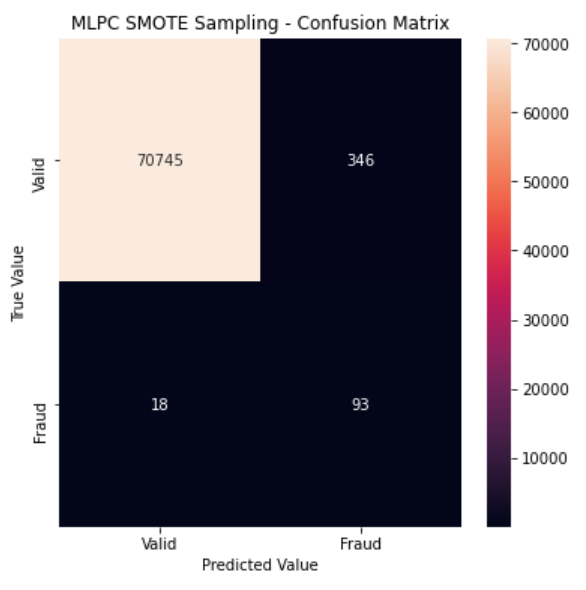 MLPC SMOTE Sampling - Confusion Matrix
70745 346
18 93
Valid
Fraud
True Value
Valid Fraud
Predicted Value
70000
60000
50000
40000
30000
20000
10000